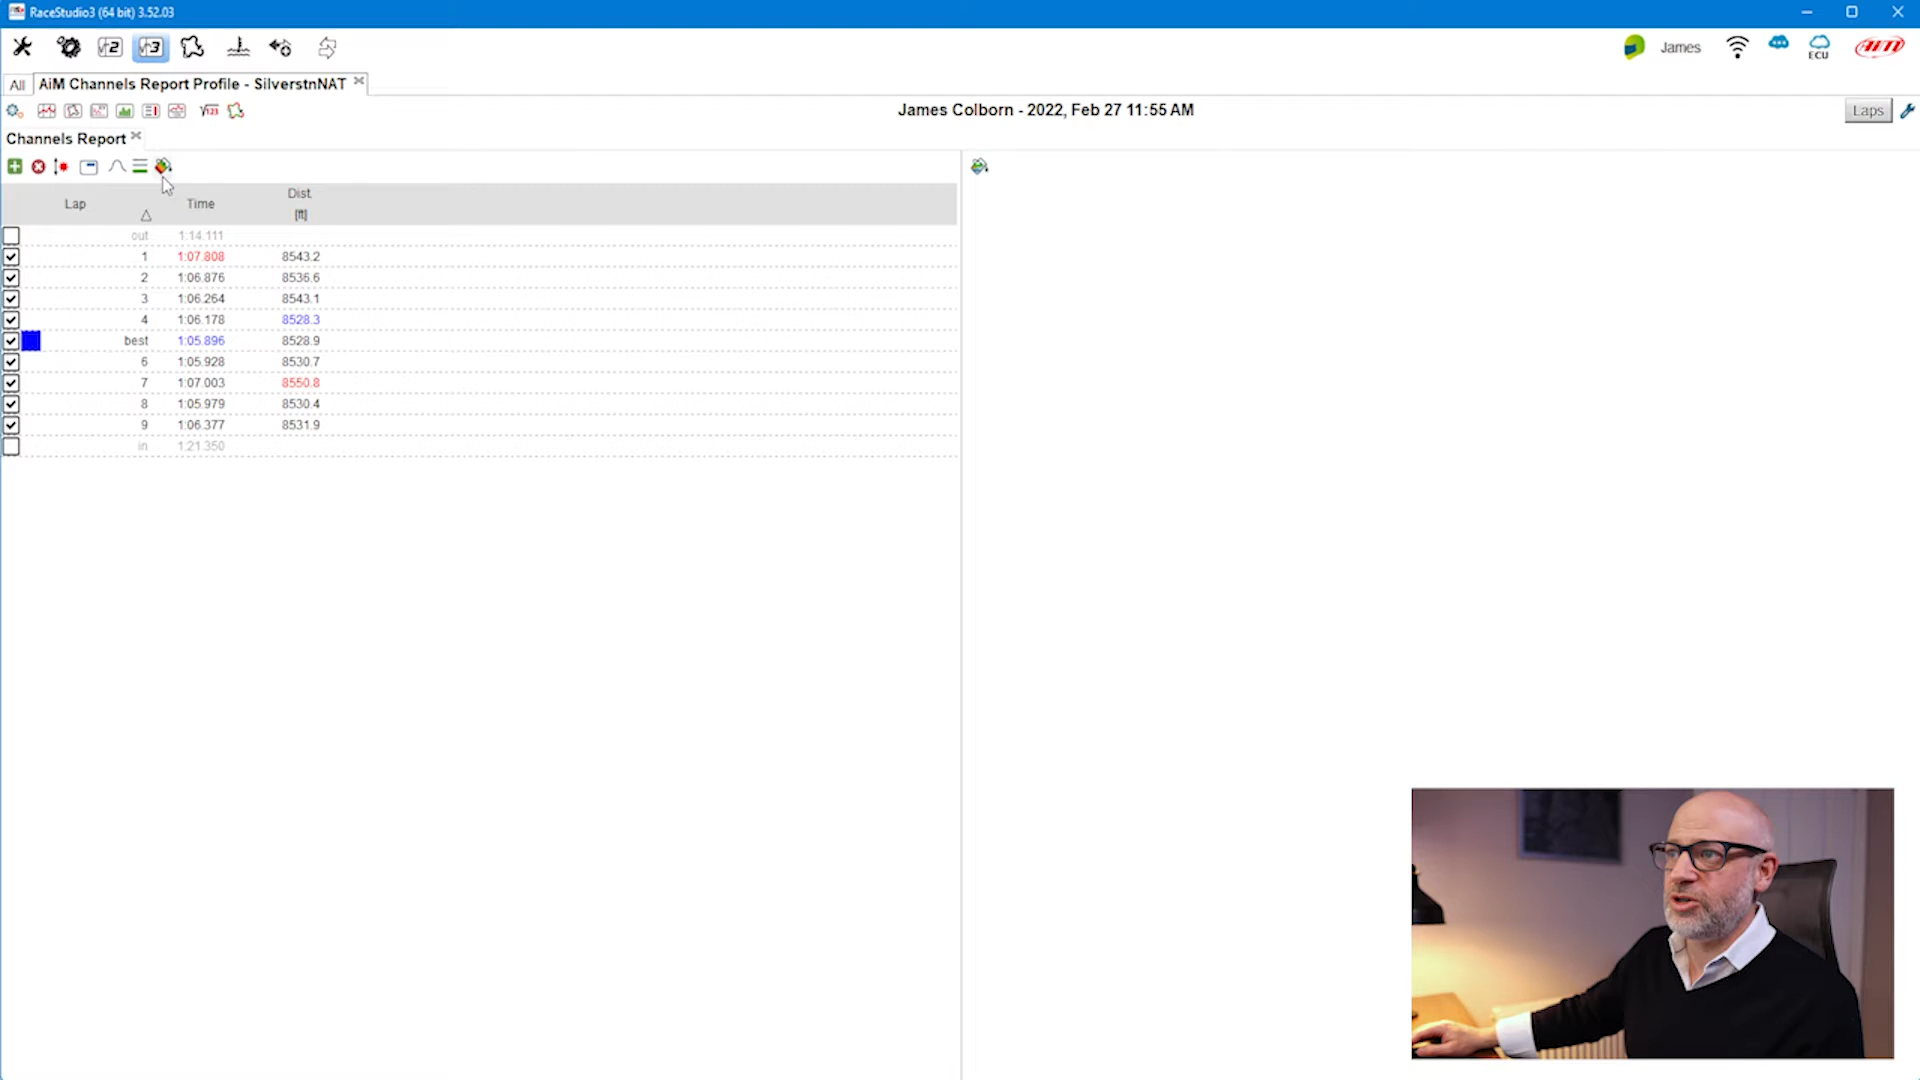 RaceStudio3 (64 bit) 3.52.03
2 3 James ECU AiM
All AiM Channels Report Profile - SilverstnNAT
√123 James Colborn - 2022, Feb 27 11:55 AM Laps
Channels Report
Lap Time Dist. [ft]
out 1:14.111
1 1:07.808 8543.2
2 1:06.876 8536.6
3 1:06.264 8543.1
4 1:06.178 8528.3
best 1:05.896 8528.9
6 1:05.928 8530.7
7 1:07.003 8550.8
8 1:05.979 8530.4
9 1:06.377 8531.9
in 1:21.350